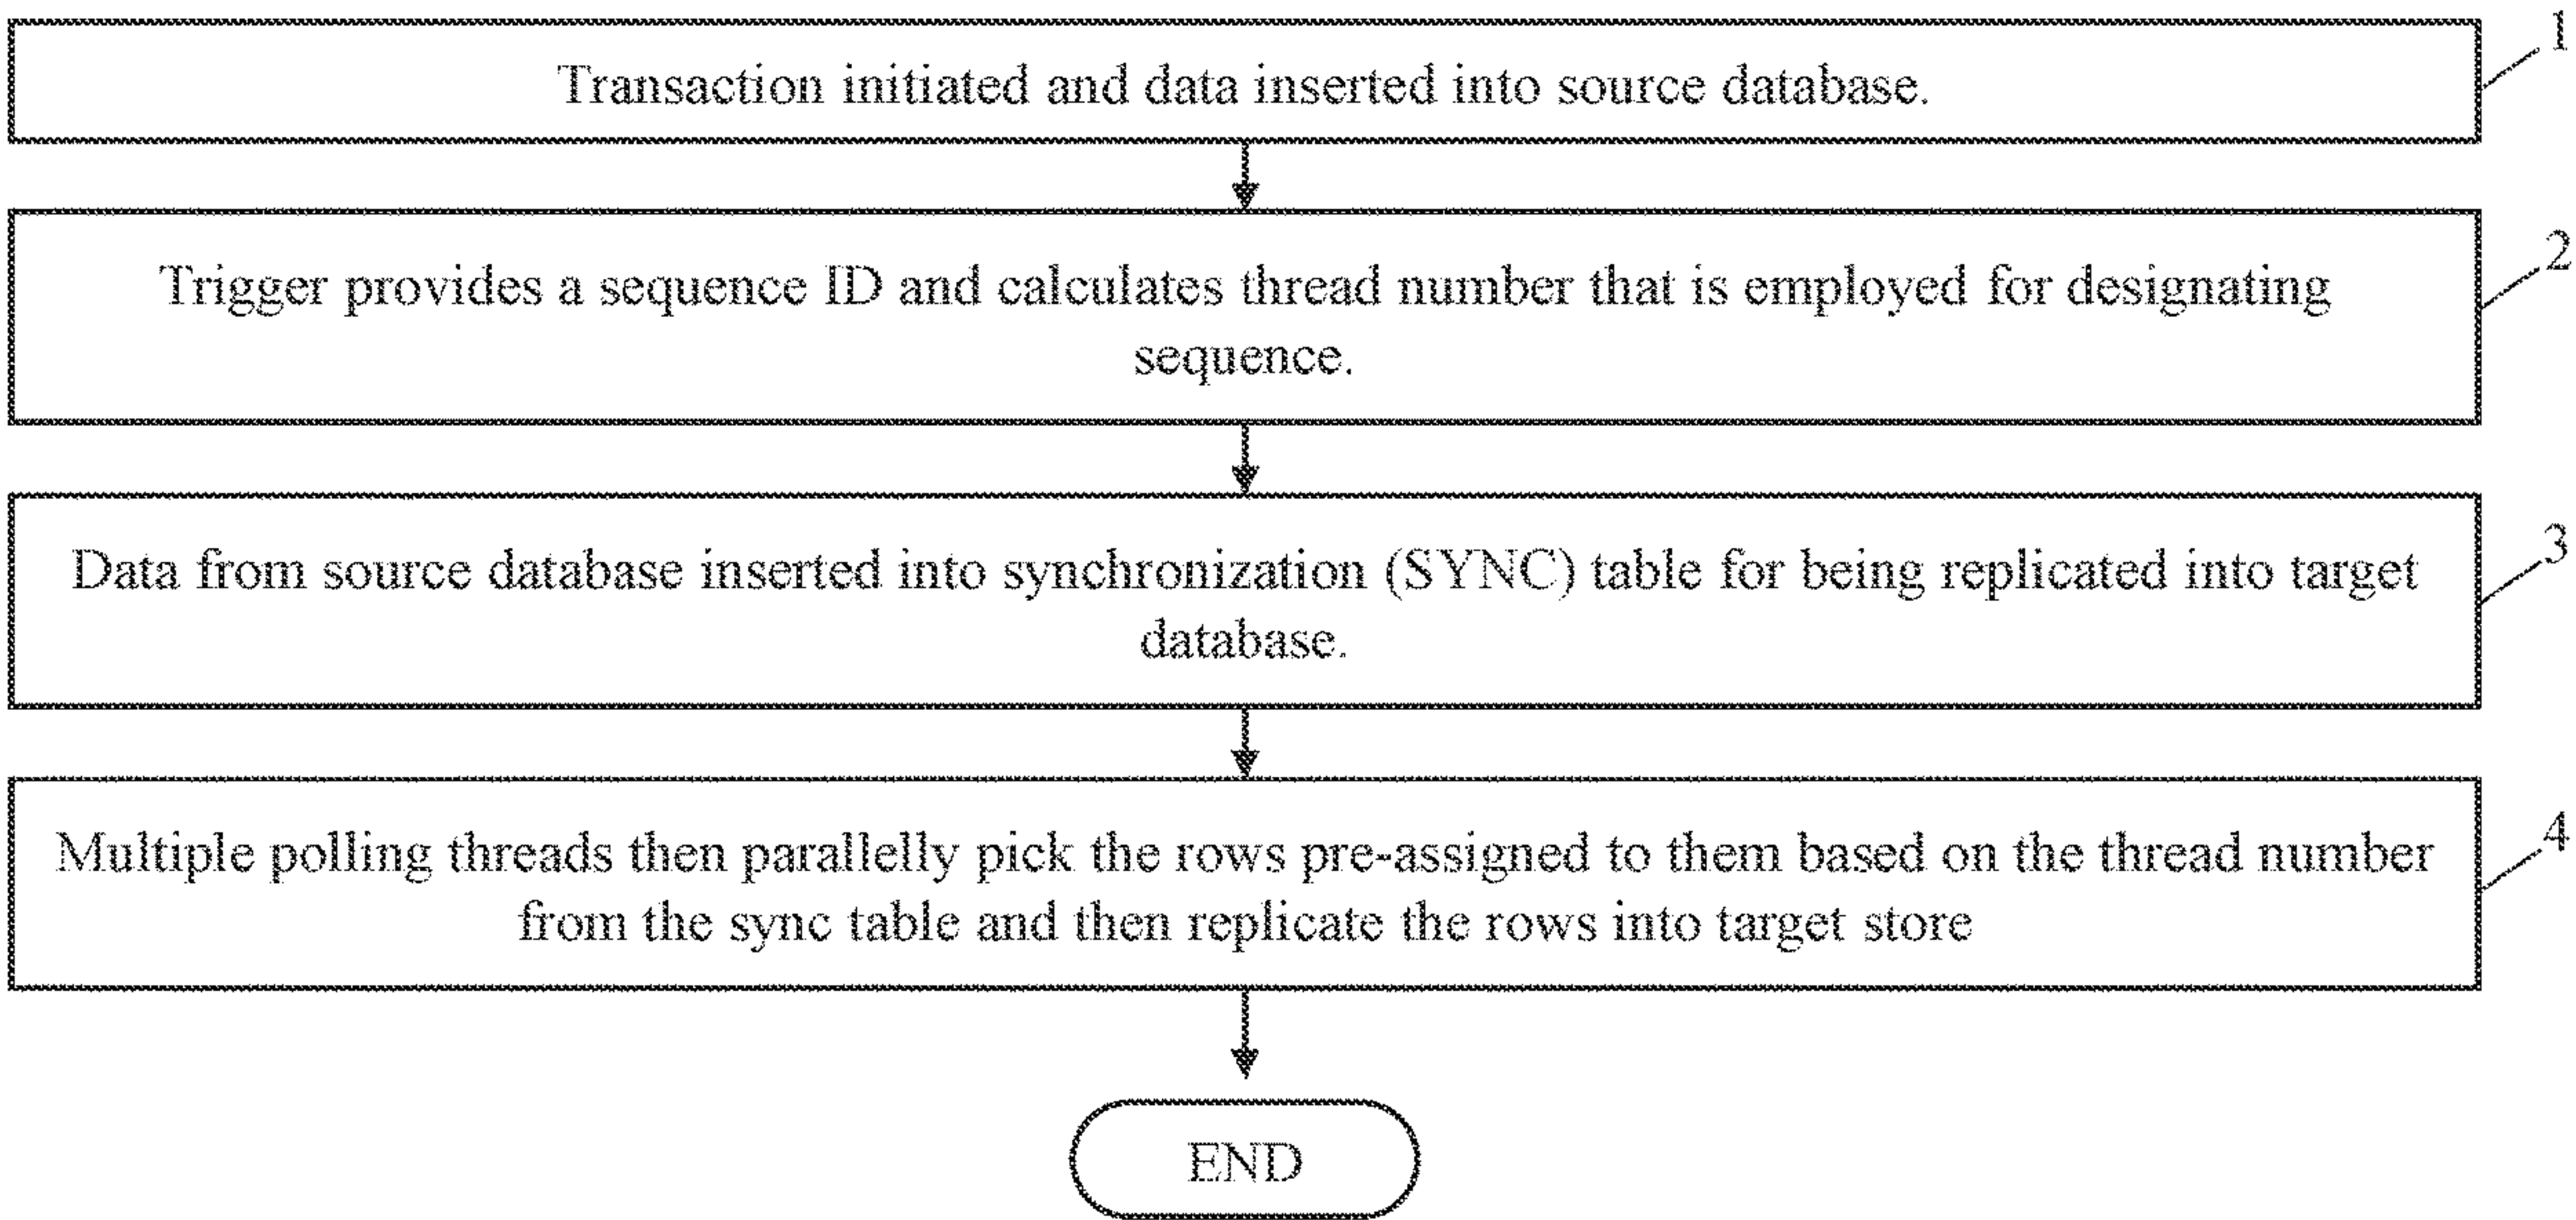 Transaction initiated and data inserted into source database.
1
Trigger provides a sequence ID and calculates thread number that is employed for designating
sequence.
2
Data from source database inserted into synchronization (SYNC) table for being replicated into target
database.
3
Multiple polling threads then parallelly pick the rows pre-assigned to them based on the thread number
from the sync table and then replicate the rows into target store
4
END